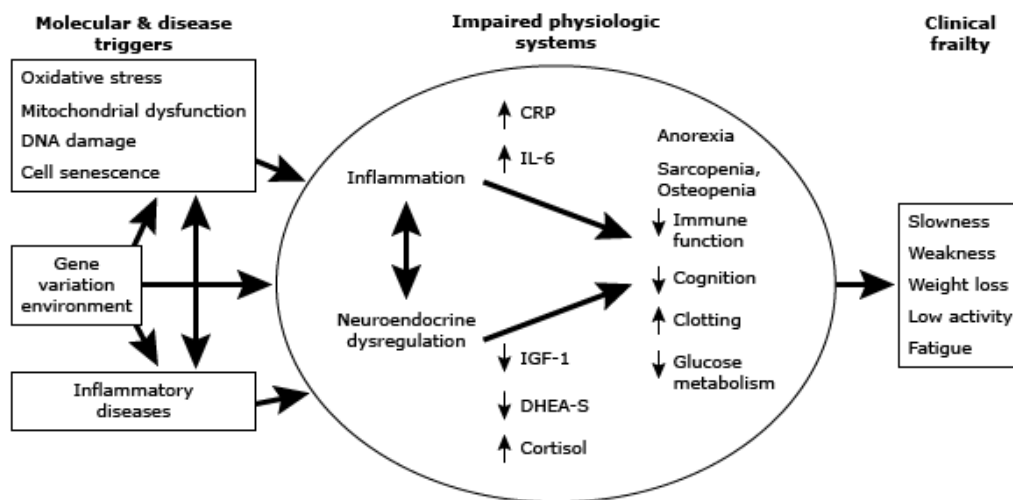 Molecular & disease
triggers
Oxidative stress
Mitochondrial dysfunction
DNA damage
Cell senescence
Gene
variation
environment
Inflammatory
diseases
Impaired physiologic
systems
CRP
IL-6
Inflammation
Neuroendocrine
dysregulation
IGF-1
DHEA-S
Cortisol
Anorexia
Sarcopenia,
Osteopenia
Immune
function
Cognition
Clotting
Glucose
metabolism
Clinical
frailty
Slowness
Weakness
Weight loss
Low activity
Fatigue